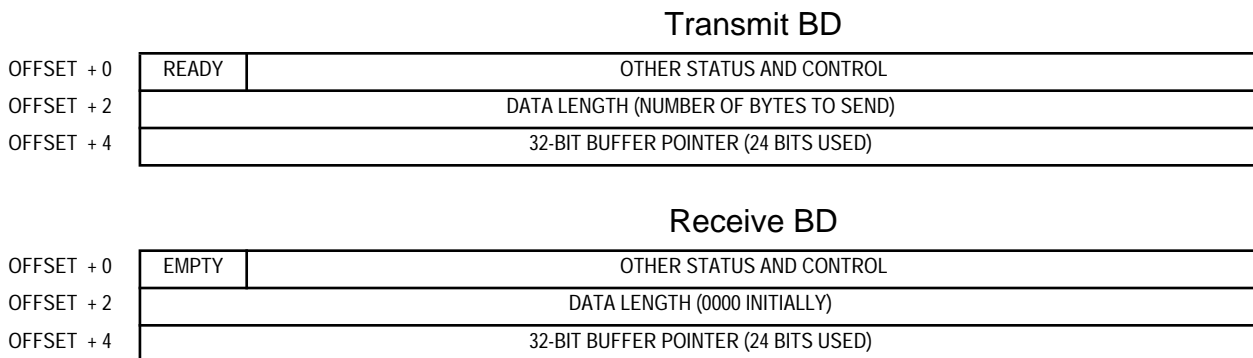 Transmit BD
OFFSET + 0 READY OTHER STATUS AND CONTROL
OFFSET + 2 DATA LENGTH (NUMBER OF BYTES TO SEND)
OFFSET + 4 32-BIT BUFFER POINTER (24 BITS USED)
Receive BD
OFFSET + 0 EMPTY OTHER STATUS AND CONTROL
OFFSET + 2 DATA LENGTH (0000 INITIALLY)
OFFSET + 4 32-BIT BUFFER POINTER (24 BITS USED)